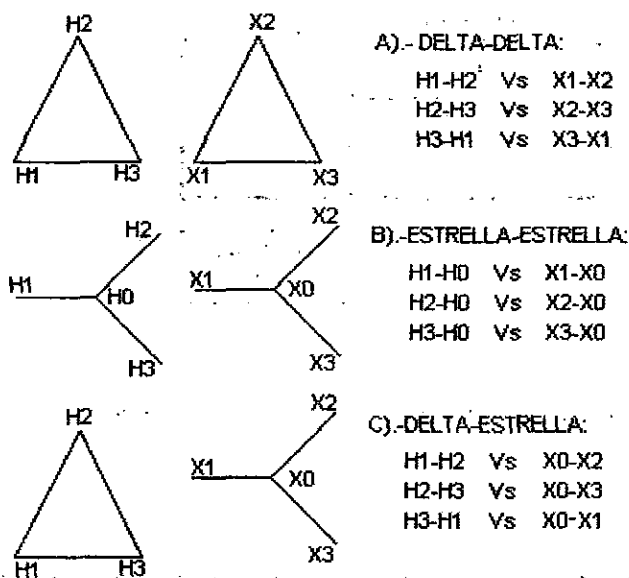 H2
H1 H3
X2
X1 X3
A).- DELTA-DELTA:
H1-H2 Vs X1-X2
H2-H3 Vs X2-X3
H3-H1 Vs X3-X1
H2
H1
H0
H3
X2
X1
X0
X3
B).-ESTRELLA-ESTRELLA:
H1-H0 Vs X1-X0
H2-H0 Vs X2-X0
H3-H0 Vs X3-X0
H2
H1 H3
X2
X1
X0
X3
C).-DELTA-ESTRELLA:
H1-H2 Vs X0-X2
H2-H3 Vs X0-X3
H3-H1 Vs X0-X1